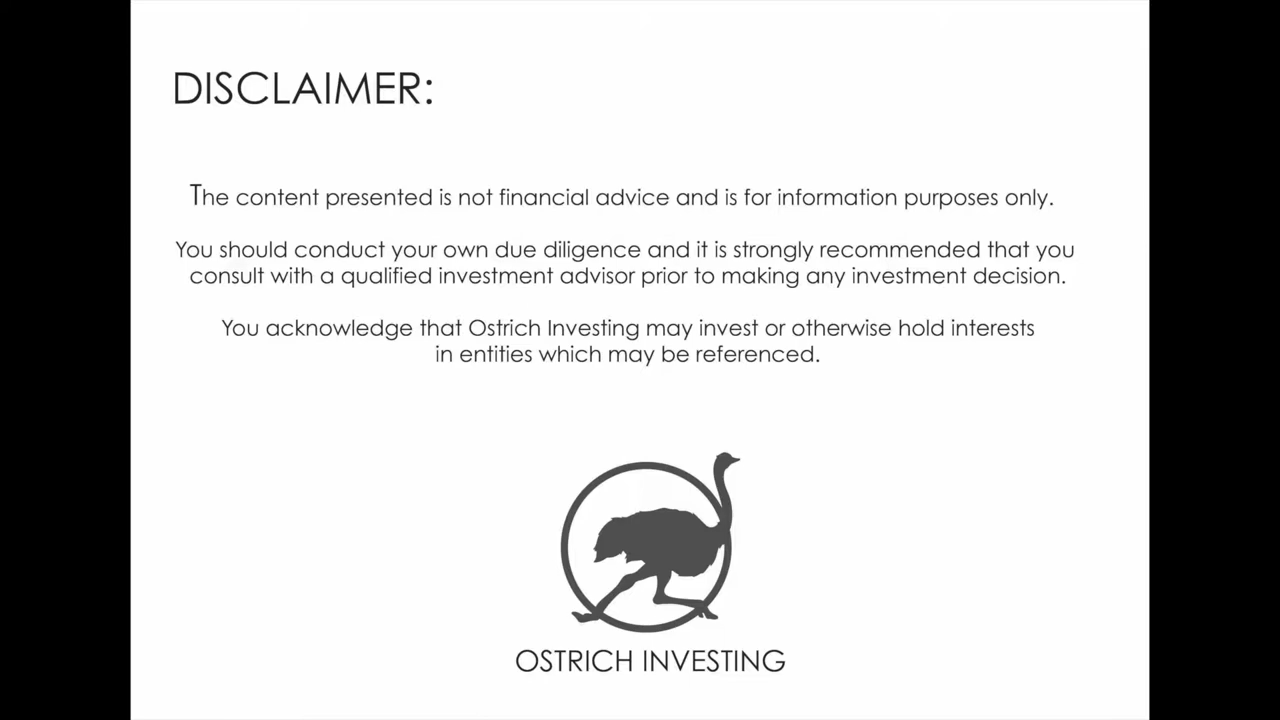 DISCLAIMER:
The content presented is not financial advice and is for information purposes only.
You should conduct your own due diligence and it is strongly recommended that you
consult with a qualified investment advisor prior to making any investment decision.
You acknowledge that Ostrich Investing may invest or otherwise hold interests
in entities which may be referenced.
OSTRICH INVESTING